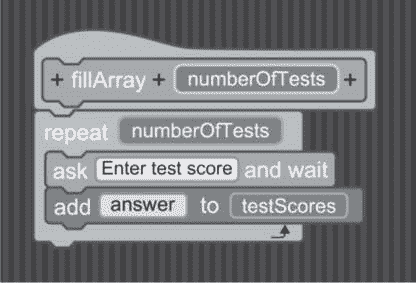 + fillArray + numberOfTests +
repeat numberOfTests
ask Enter test score and wait
add answer to testScores